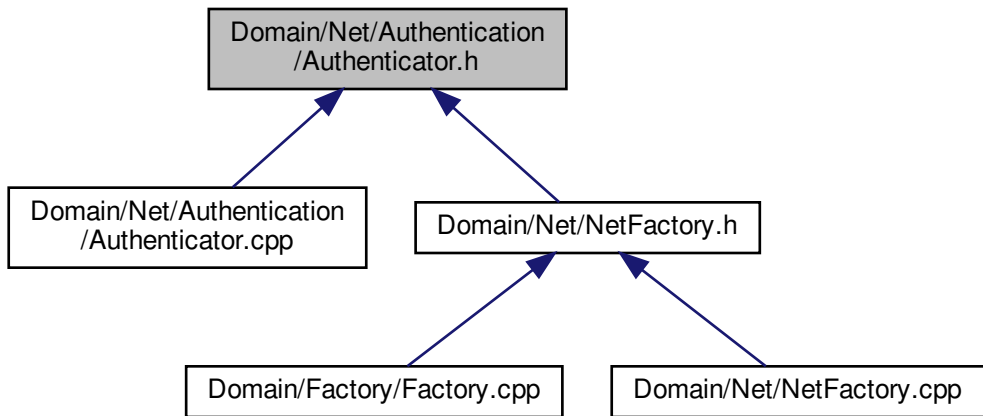 Domain/Net/Authentication
/Authenticator.h
Domain/Net/Authentication
/Authenticator.cpp
Domain/Net/NetFactory.h
Domain/Factory/Factory.cpp
Domain/Net/NetFactory.cpp